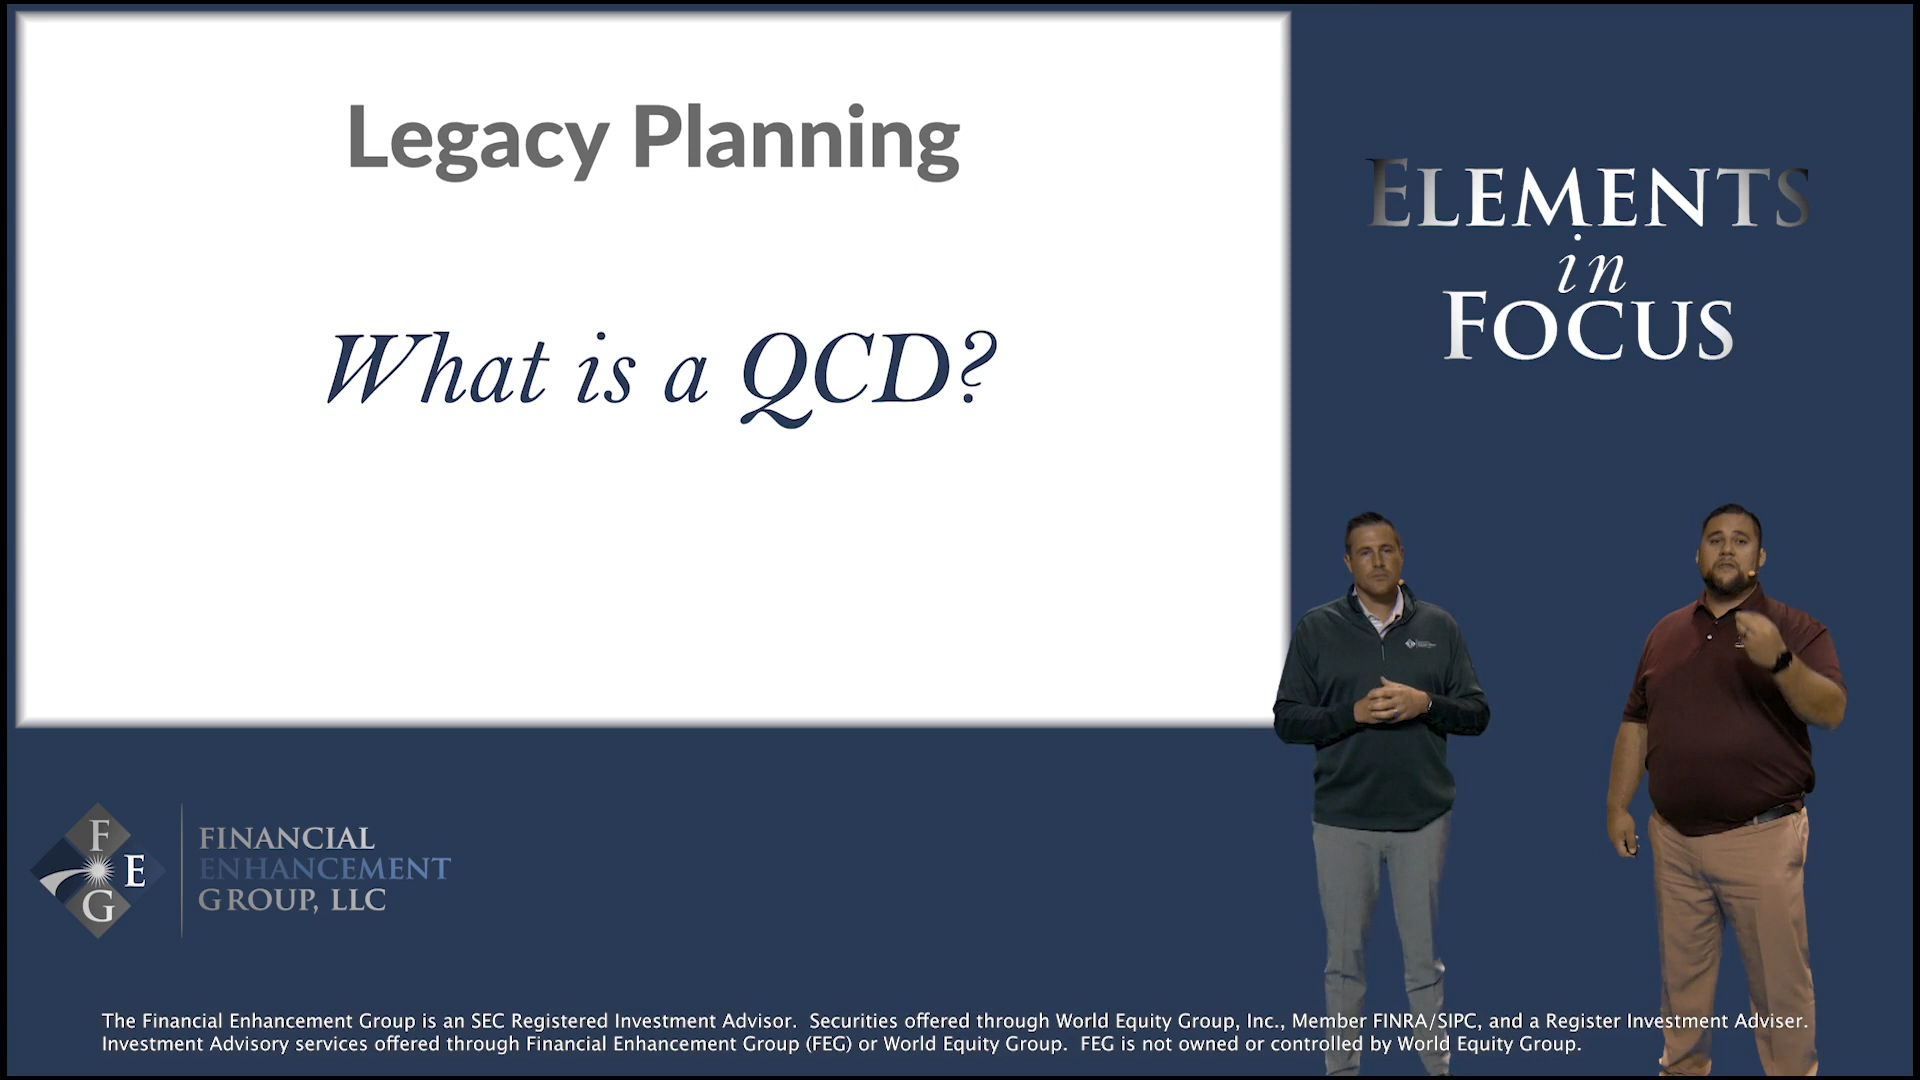 Legacy Planning
What is a QCD?
ELEMENTS
in
FOCUS
F
E
G
FINANCIAL
ENHANCEMENT
GROUP, LLC
The Financial Enhancement Group is an SEC Registered Investment Advisor.  Securities offered through World Equity Group, Inc., Member FINRA/SIPC, and a Register Investment Adviser.
Investment Advisory services offered through Financial Enhancement Group (FEG) or World Equity Group.  FEG is not owned or controlled by World Equity Group.